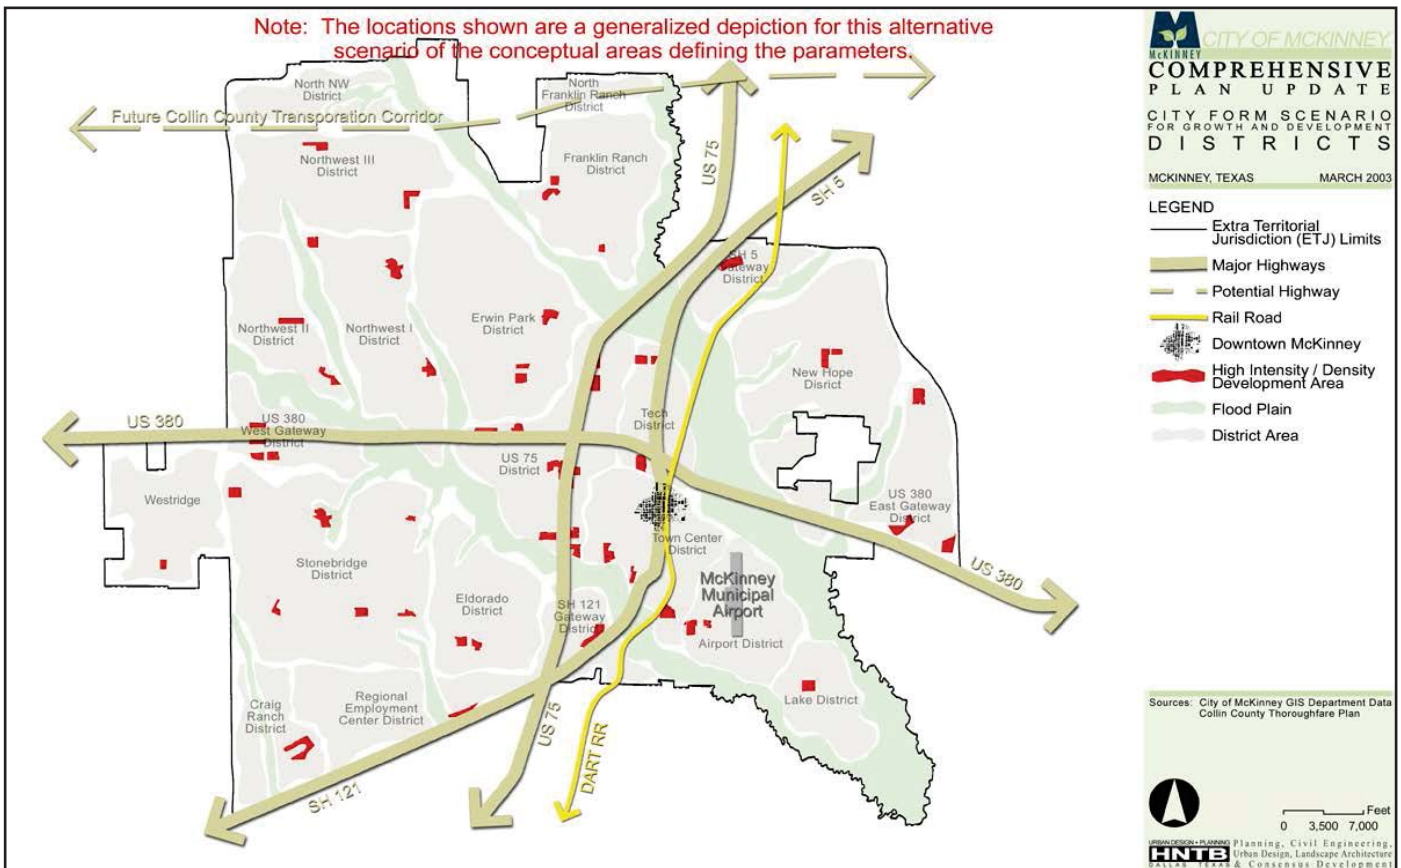 Note: The locations shown are a generalized depiction for this alternative
scenario of the conceptual areas defining the parameters.
North NW
District
North
Franklin Ranch
District
Future Collin County Transporation Corridor
Northwest III
District
Franklin Ranch
District
US 75
SH 5
SH 5
Gateway
District
Northwest II
District
Northwest I
District
Erwin Park
District
New Hope
District
US 380
US 380
West Gateway
District
Tech
District
US 75
District
Westridge
US 380
East Gateway
District
Town Center
District
Stonebridge
District
McKinney
Municipal
Airport
US 380
Eldorado
District
SH 121
Gateway
District
Airport District
Craig
Ranch
District
Regional
Employment
Center District
Lake District
US 75
DART RR
SH 121
McKINNEY
CITY OF MCKINNEY
COMPREHENSIVE
PLAN UPDATE
CITY FORM SCENARIO
FOR GROWTH AND DEVELOPMENT
DISTRICTS
MCKINNEY, TEXAS MARCH 2003
LEGEND
Extra Territorial
Jurisdiction (ETJ) Limits
Major Highways
Potential Highway
Rail Road
Downtown McKinney
High Intensity / Density
Development Area
Flood Plain
District Area
Sources: City of McKinney GIS Department Data
Collin County Thoroughfare Plan
Feet
0 3,500 7,000
URBAN DESIGN + PLANNING
HNTB
DALLAS TEXAS
Planning, Civil Engineering,
Urban Design, Landscape Architecture
& Consensus Development